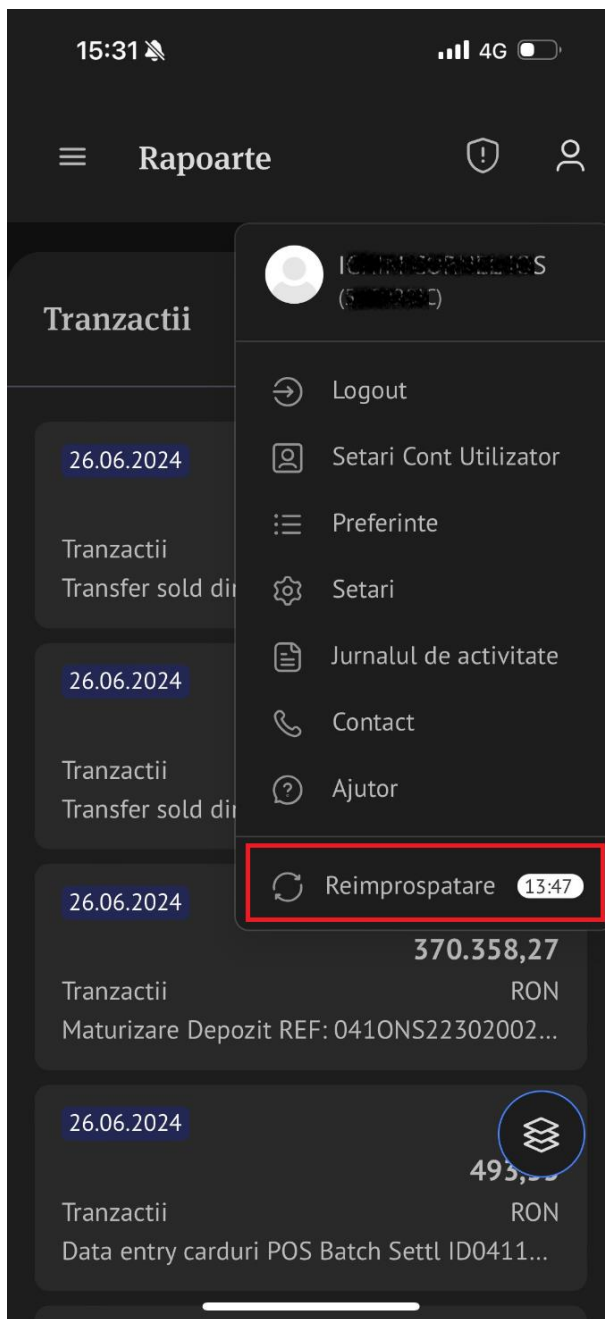 15:31
4G
Rapoarte
Tranzactii
Logout
Setari Cont Utilizator
Preferinte
Setari
Jurnalul de activitate
Contact
Ajutor
Reimprospatare 13:47
26.06.2024
Tranzactii
Transfer sold
26.06.2024
Tranzactii
Transfer sold
26.06.2024
370.358,27
Tranzactii
RON
Maturizare Depozit REF: 041ONS22302002...
26.06.2024
Tranzactii
RON
Data entry carduri POS Batch Settl ID0411...